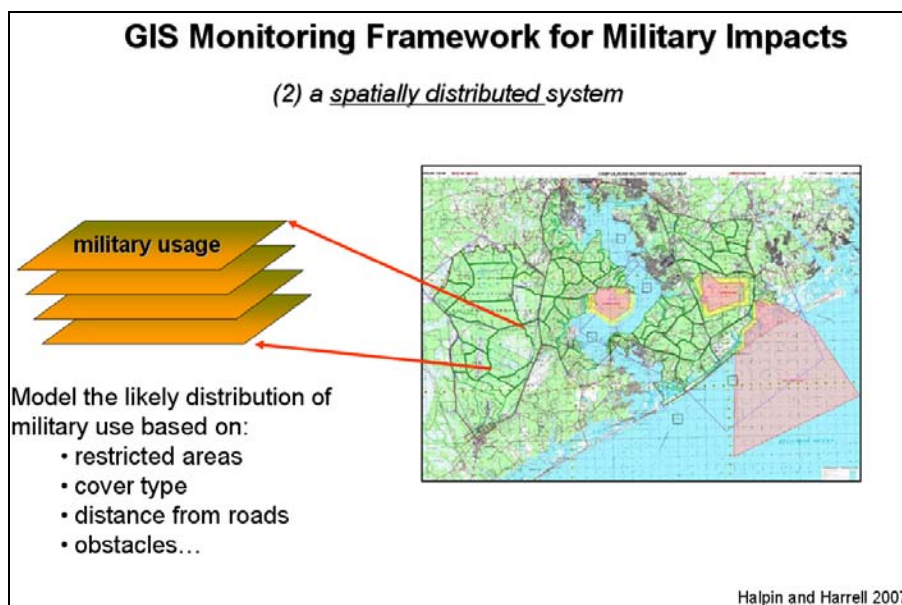 GIS Monitoring Framework for Military Impacts
(2) a spatially distributed system
military usage
Model the likely distribution of
military use based on:
• restricted areas
• cover type
• distance from roads
• obstacles…
Halpin and Harrell 2007